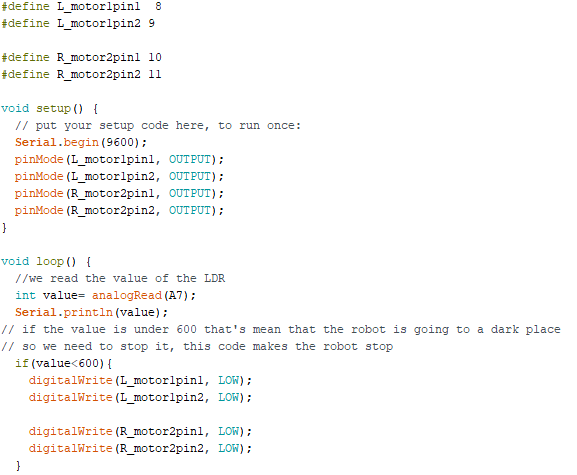 #define L_motor1pin1  8
#define L_motor1pin2 9
#define R_motor2pin1 10
#define R_motor2pin2 11
void setup() {
// put your setup code here, to run once:
Serial.begin(9600);
pinMode(L_motor1pin1, OUTPUT);
pinMode(L_motor1pin2, OUTPUT);
pinMode(R_motor2pin1, OUTPUT);
pinMode(R_motor2pin2, OUTPUT);
}
void loop() {
//we read the value of the LDR
int value= analogRead(A7);
Serial.println(value);
// if the value is under 600 that's mean that the robot is going to a dark place
// so we need to stop it, this code makes the robot stop
if(value<600){
digitalWrite(L_motor1pin1, LOW);
digitalWrite(L_motor1pin2, LOW);
digitalWrite(R_motor2pin1, LOW);
digitalWrite(R_motor2pin2, LOW);
}